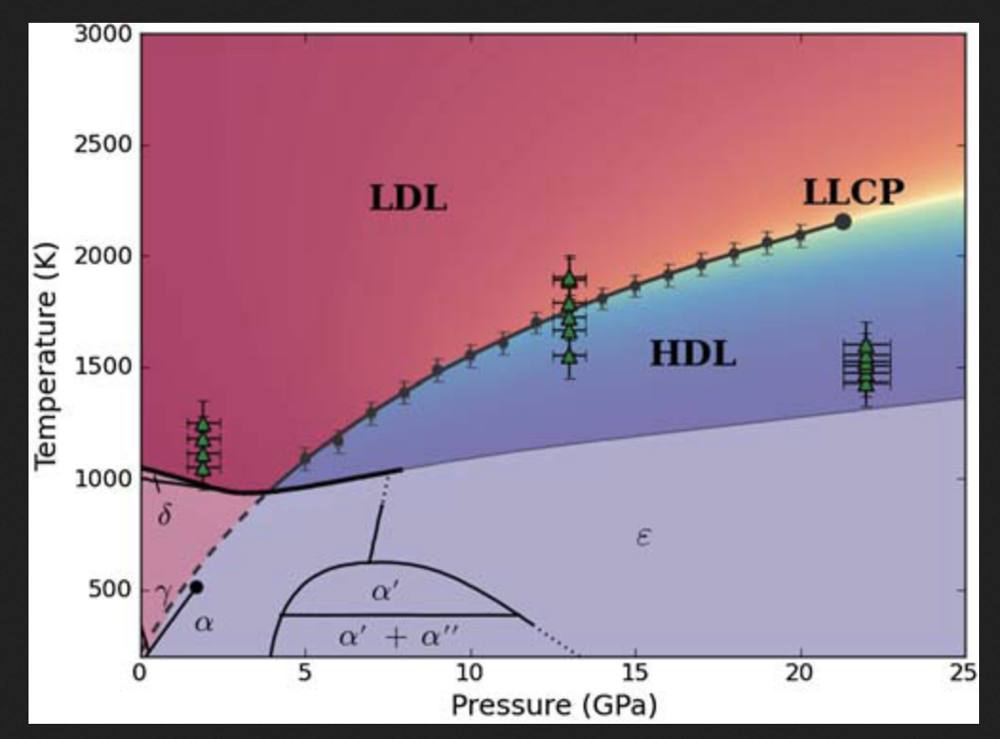 3000
2500
2000
1500
1000
500
Temperature (K)
LDL
LLCP
HDL
δ
γ
α
α′
α′ + α′′
ε
0 5 10 15 20 25
Pressure (GPa)